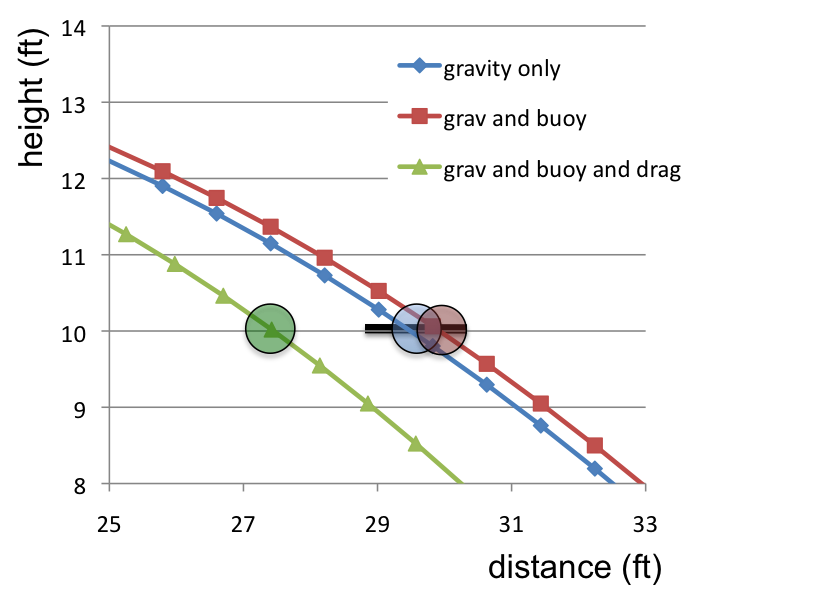 height (ft)
14
13
12
11
10
9
8
gravity only
grav and buoy
grav and buoy and drag
25 27 29 31 33
distance (ft)